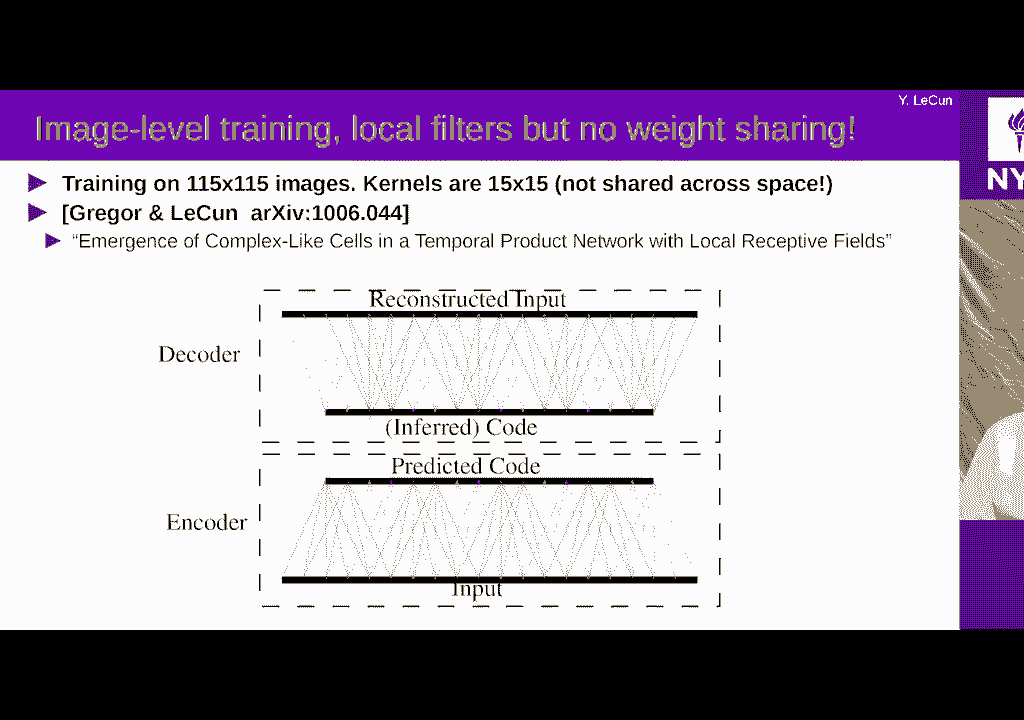 Y. LeCun
Image-level training, local filters but no weight sharing!
Training on 115x115 images. Kernels are 15x15 (not shared across space!)
[Gregor & LeCun arXiv:1006.044]
“Emergence of Complex-Like Cells in a Temporal Product Network with Local Receptive Fields”
Reconstructed Input
Decoder
(Inferred) Code
Predicted Code
Encoder
Input
NY